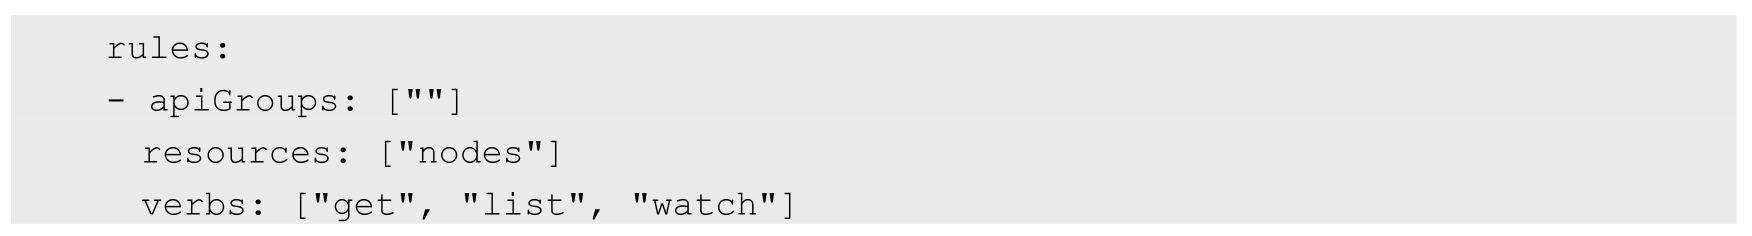 rules:
- apiGroups: [""]
  resources: ["nodes"]
  verbs: ["get", "list", "watch"]